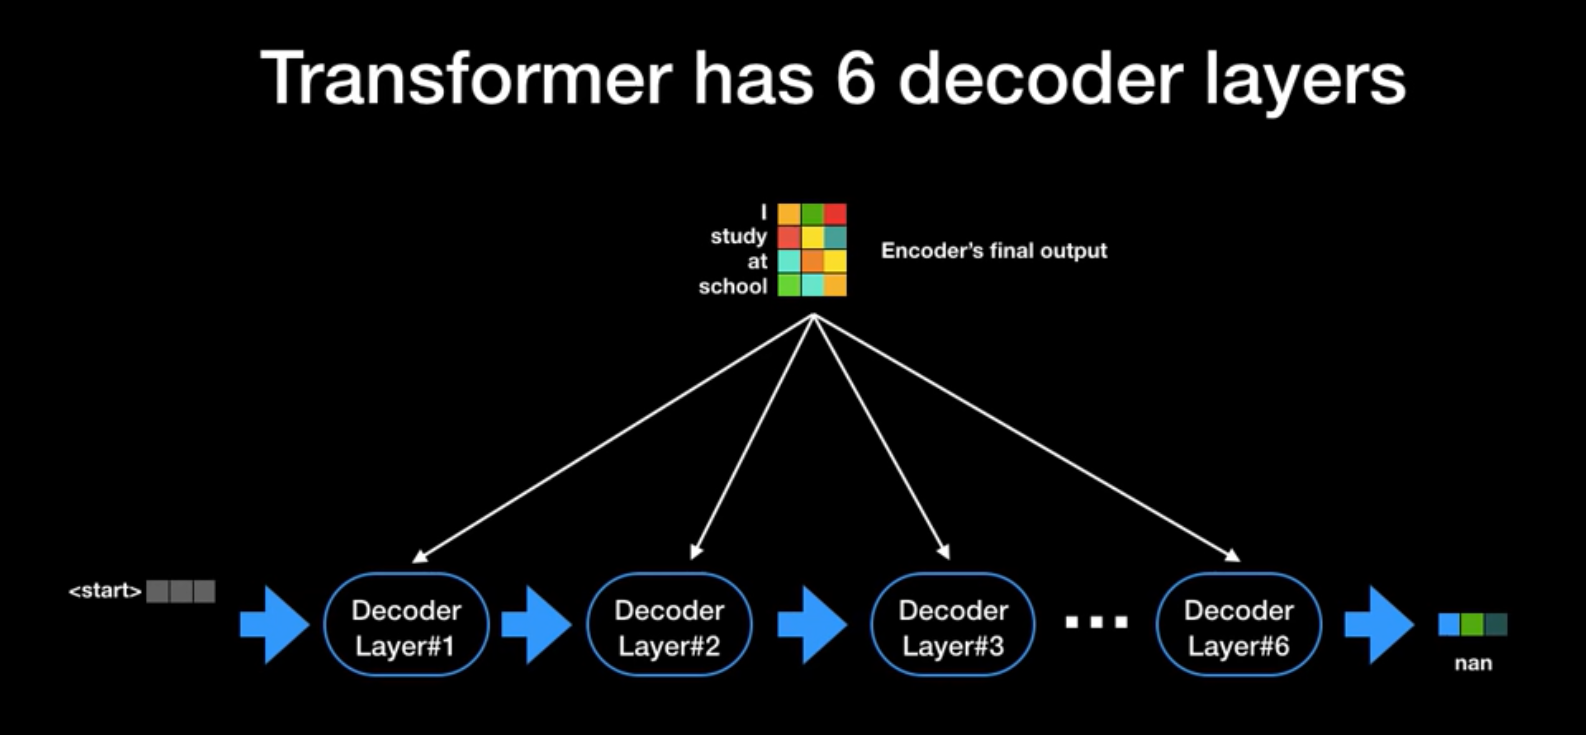 Transformer has 6 decoder layers
I
study
at
school
Encoder’s final output
<start>
Decoder
Layer#1
Decoder
Layer#2
Decoder
Layer#3
...
Decoder
Layer#6
nan